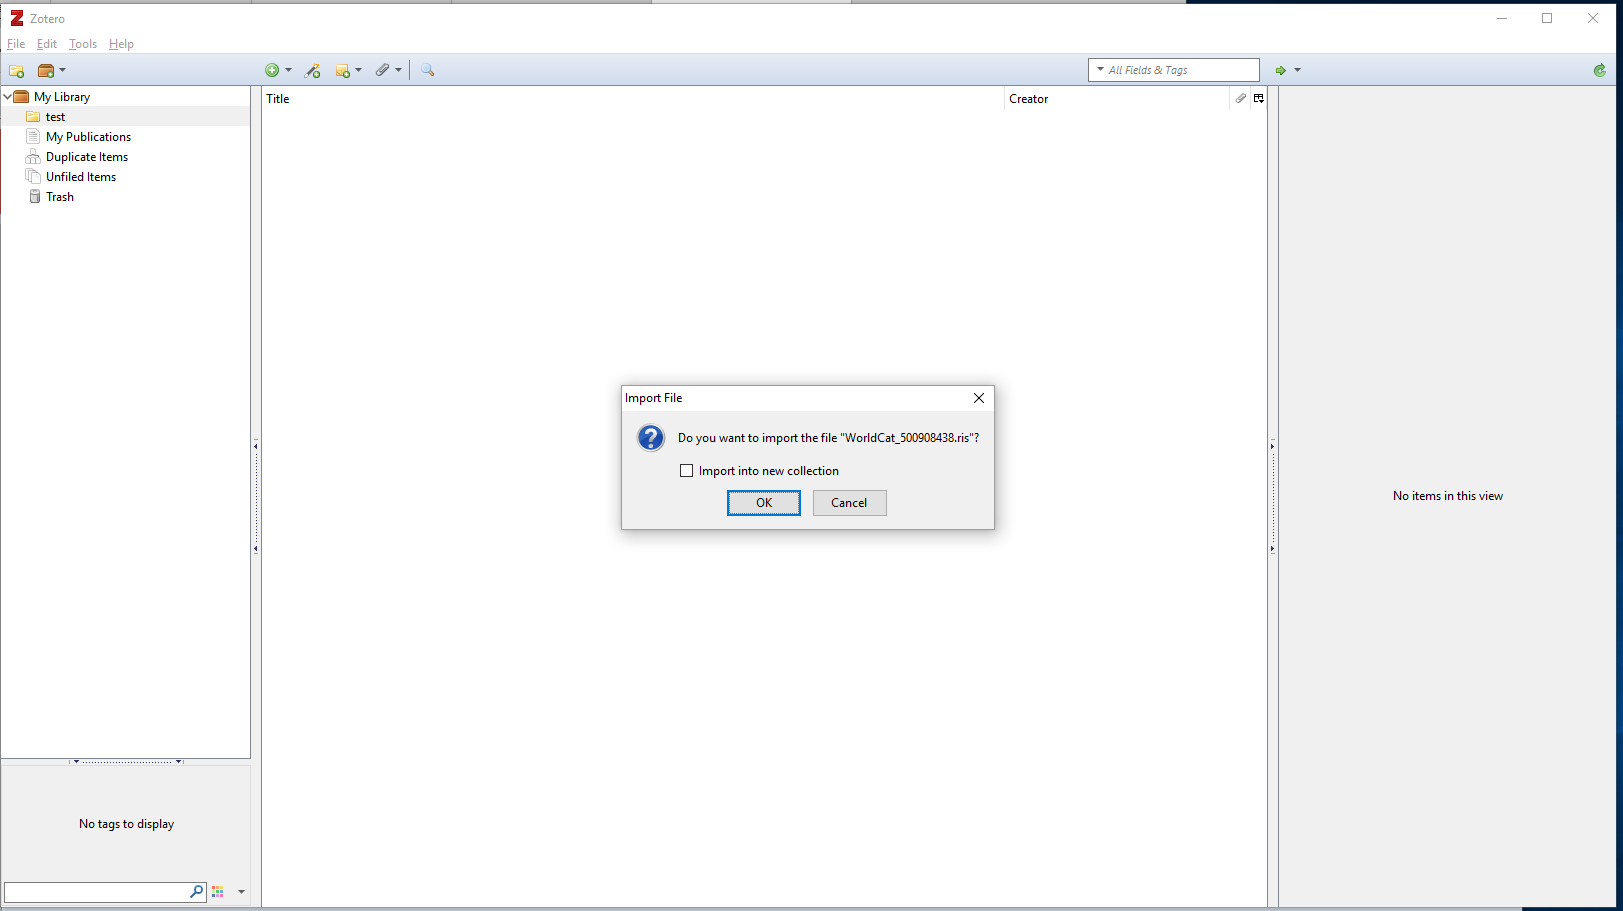 Zotero
File Edit Tools Help
All Fields & Tags
My Library
test
My Publications
Duplicate Items
Unfiled Items
Trash
Title Creator
Import File
Do you want to import the file "WorldCat_500908438.ris"?
Import into new collection
OK Cancel
No items in this view
No tags to display